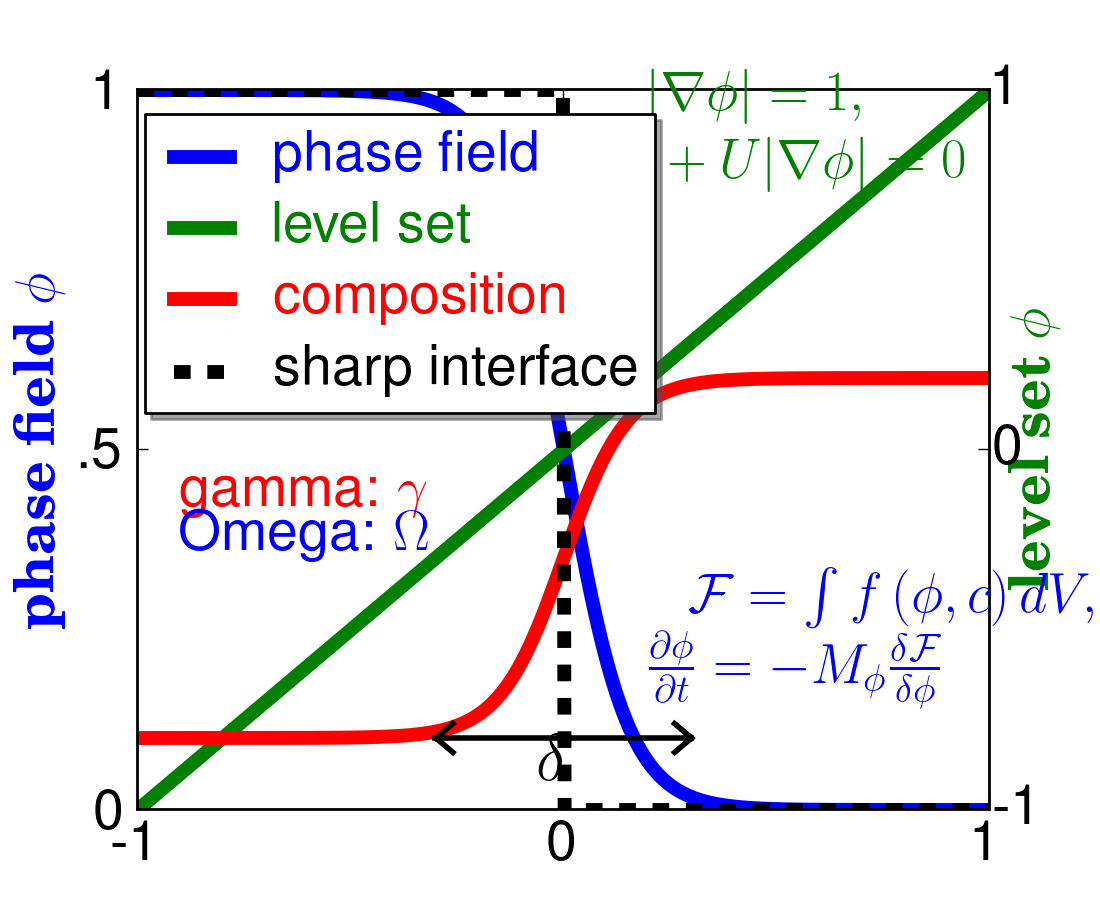 1
|∇ϕ| = 1,
1
+ U|∇ϕ| = 0
phase field
level set
composition
sharp interface
phase field ϕ
level set ϕ
.5
0
gamma: γ
Omega: Ω
ℱ = ∫ f (ϕ, c) dV,
∂ϕ/∂t = −M_ϕ δℱ/δϕ
δ
0
-1
-1
0
1